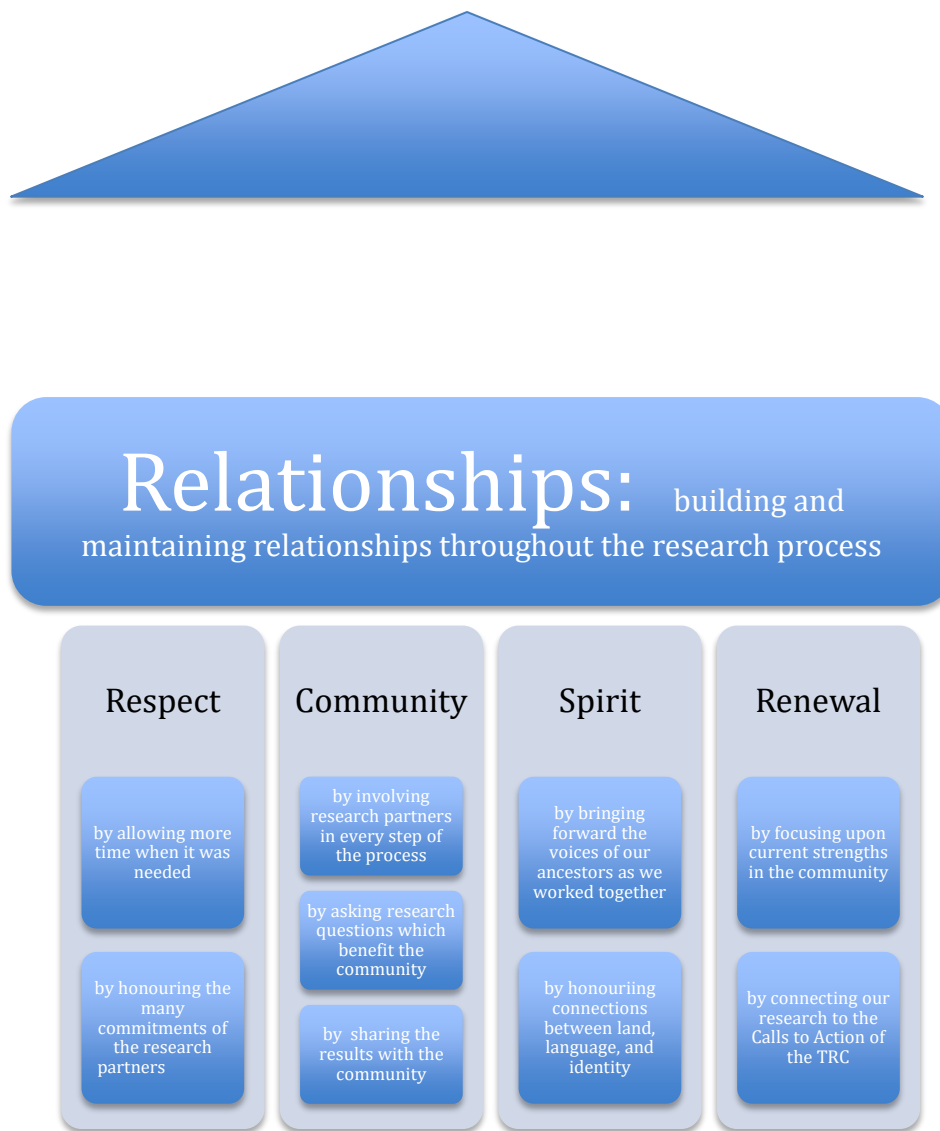 Relationships: building and
maintaining relationships throughout the research process
Respect
by allowing more
time when it was
needed
by honouring the
many
commitments of
the research
partners
Community
by involving
research partners
in every step of
the process
by asking research
questions which
benefit the
community
by sharing the
results with the
community
Spirit
by bringing
forward the
voices of our
ancestors as we
worked together
by honouriing
connections
between land,
language, and
identity
Renewal
by focusing upon
current strengths
in the community
by connecting our
research to the
Calls to Action of
the TRC